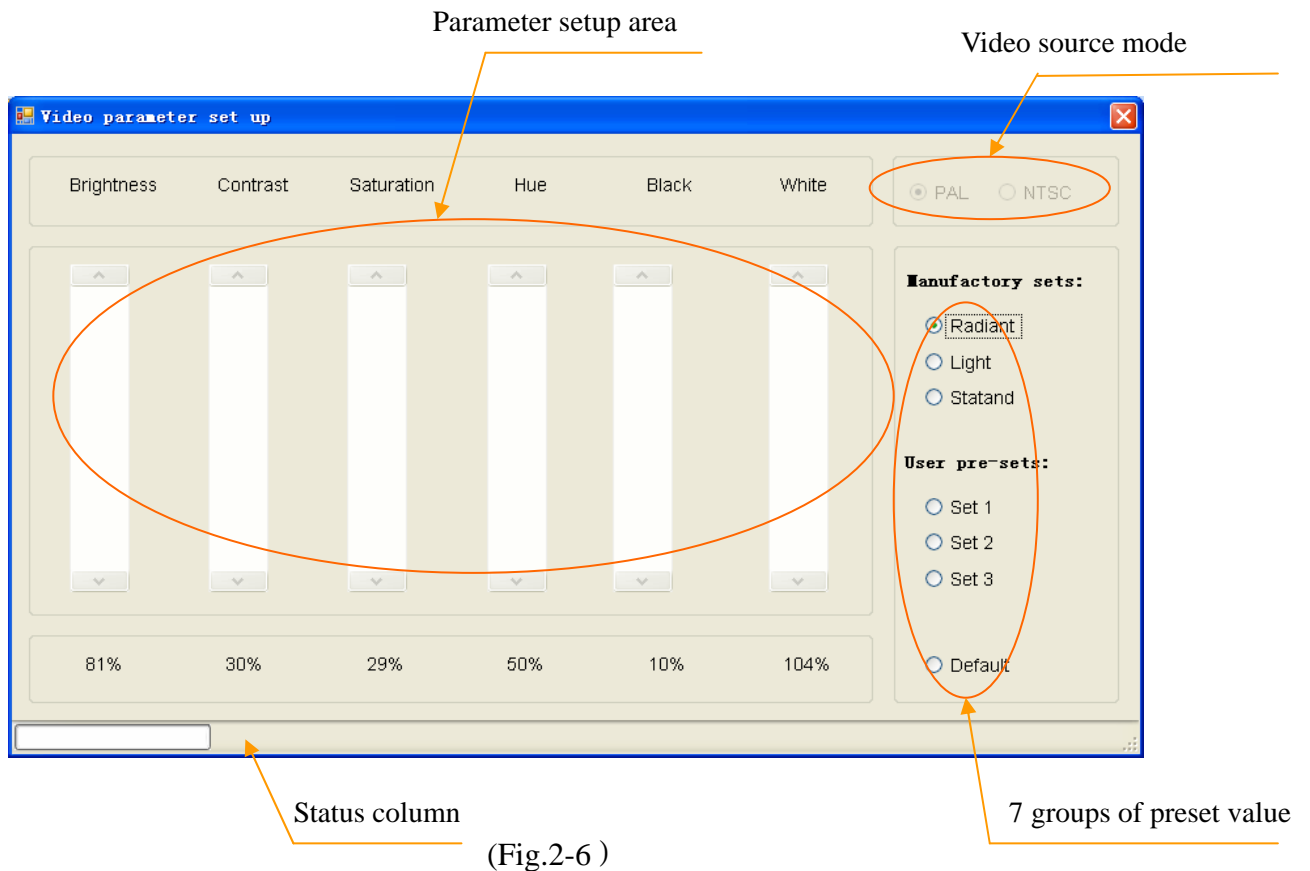 Parameter setup area
Video source mode
Video parameter set up
Brightness Contrast Saturation Hue Black White
PAL NTSC
Manufactory sets:
Radiant
Light
Statand
User pre-sets:
Set 1
Set 2
Set 3
81% 30% 29% 50% 10% 104%
Default
Status column
7 groups of preset value
(Fig.2-6）